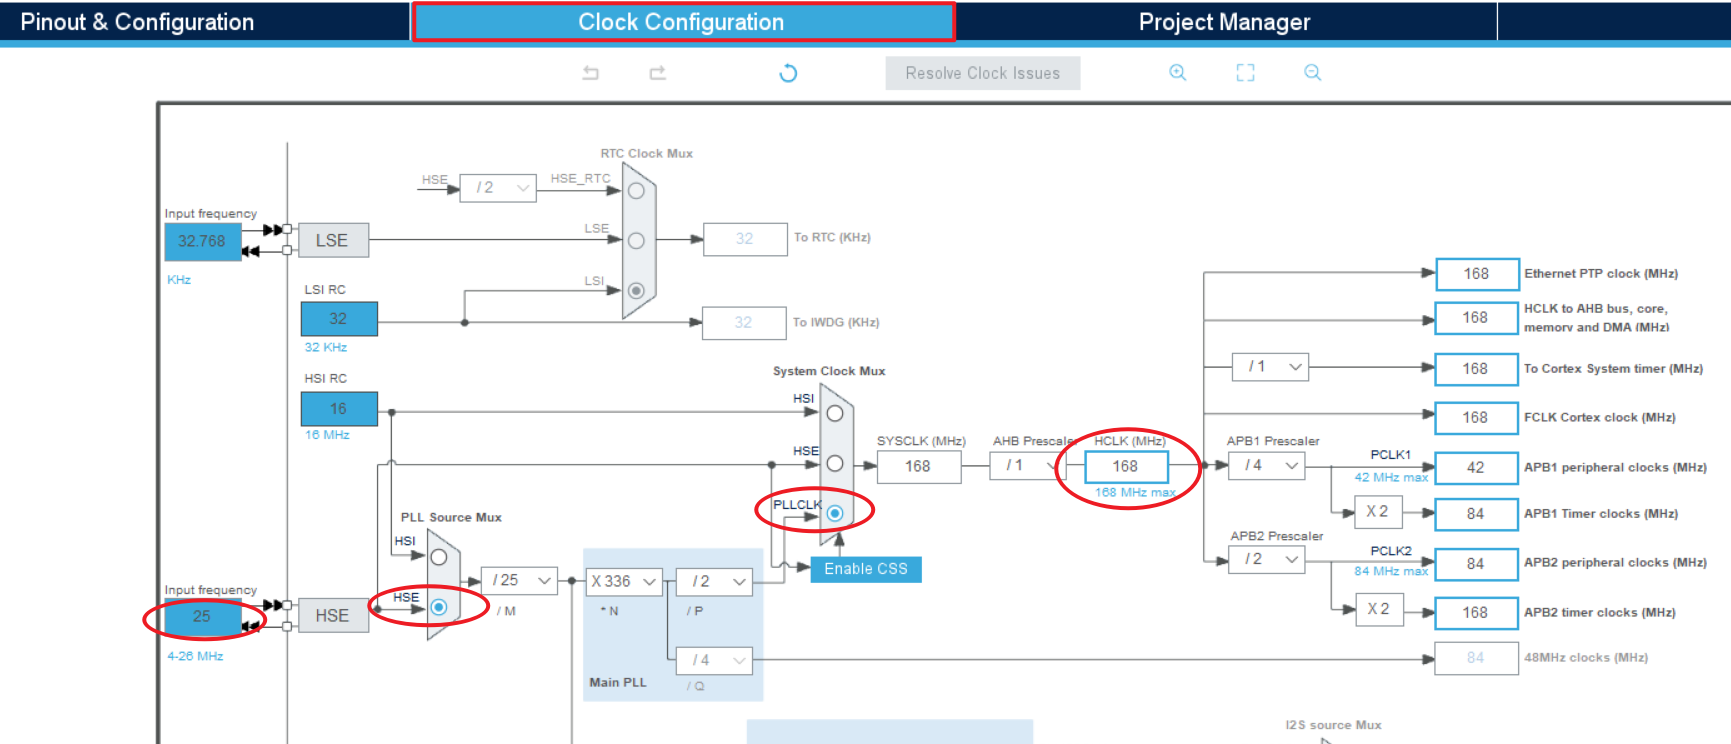 Pinout & Configuration
Clock Configuration
Project Manager
Resolve Clock Issues
RTC Clock Mux
HSE
/ 2
HSE_RTC
Input frequency
32.768
KHz
LSE
LSE
32
To RTC (KHz)
LSI
LSI RC
32
32 KHz
32
To IWDG (KHz)
168
Ethernet PTP clock (MHz)
168
HCLK to AHB bus, core,
memory and DMA (MHz)
/ 1
168
To Cortex System timer (MHz)
168
FCLK Cortex clock (MHz)
HSI RC
16
16 MHz
System Clock Mux
HSI
HSE
PLLCLK
SYSCLK (MHz)
168
AHB Prescaler
/ 1
HCLK (MHz)
168
168 MHz max
APB1 Prescaler
/ 4
PCLK1
42 MHz max
42
APB1 peripheral clocks (MHz)
X 2
84
APB1 Timer clocks (MHz)
APB2 Prescaler
/ 2
PCLK2
84 MHz max
84
APB2 peripheral clocks (MHz)
X 2
168
APB2 timer clocks (MHz)
Enable CSS
PLL Source Mux
HSI
HSE
Input frequency
25
4-26 MHz
HSE
/ 25
/ M
X 336
* N
/ 2
/ P
/ 4
/ Q
Main PLL
84
48MHz clocks (MHz)
I2S source Mux